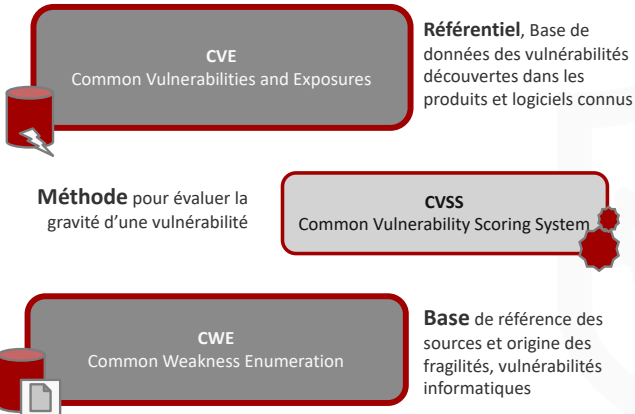 CVE
Common Vulnerabilities and Exposures
Référentiel, Base de
données des vulnérabilités
découvertes dans les
produits et logiciels connus
Méthode pour évaluer la
gravité d’une vulnérabilité
CVSS
Common Vulnerability Scoring System
CWE
Common Weakness Enumeration
Base de référence des
sources et origine des
fragilités, vulnérabilités
informatiques